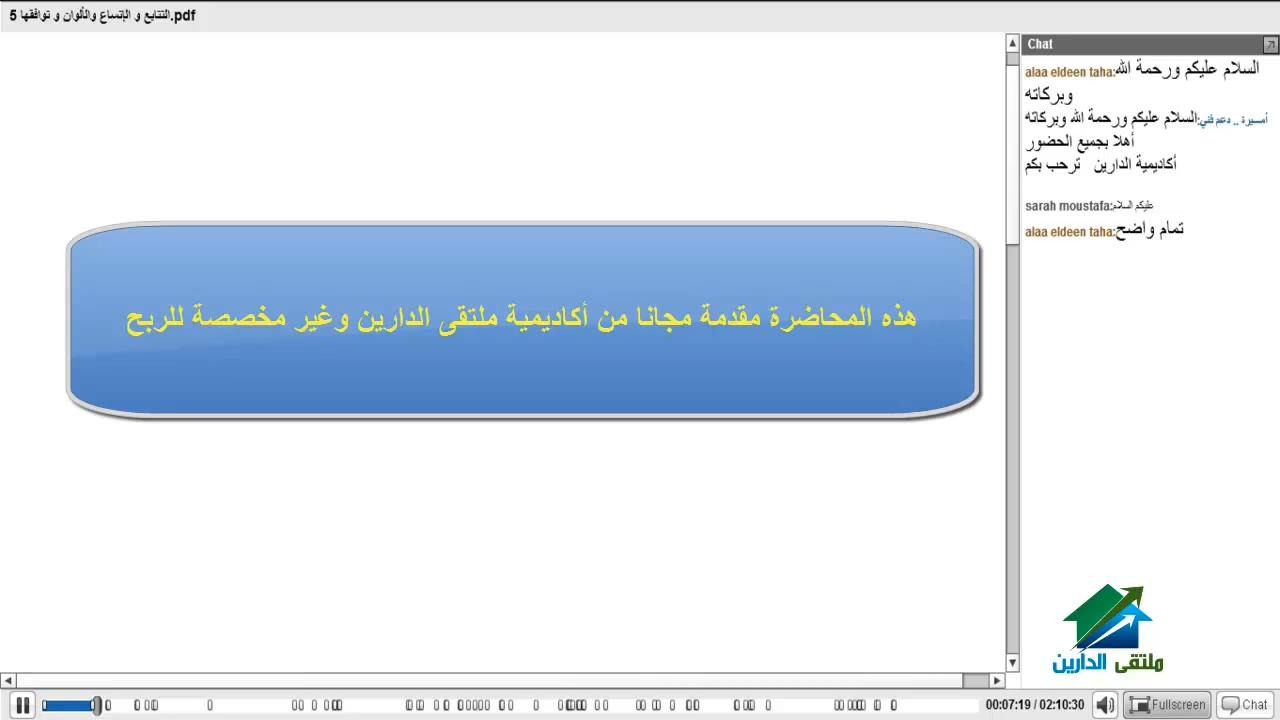 التتابع و الإتساع والألوان و توافقها 5.pdf
Chat
alaa eldeen taha:السلام عليكم ورحمة الله
وبركاته
أمسيرة .. دعم فني:السلام عليكم ورحمة الله وبركاته
أهلا بجميع الحضور
أكاديمية الدارين ترحب بكم
sarah moustafa:عليكم السلام
alaa eldeen taha:تمام واضح
هذه المحاضرة مقدمة مجانا من أكاديمية ملتقى الدارين وغير مخصصة للربح
ملتقى الدارين
00:07:19 / 02:10:30
Fullscreen
Chat